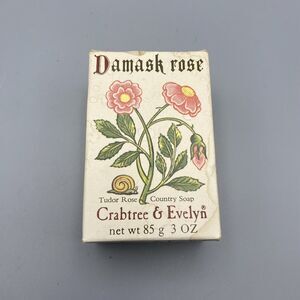 Damask rose
Tudor Rose Country Soap
Crabtree & Evelyn®
net wt 85 g 3 OZ